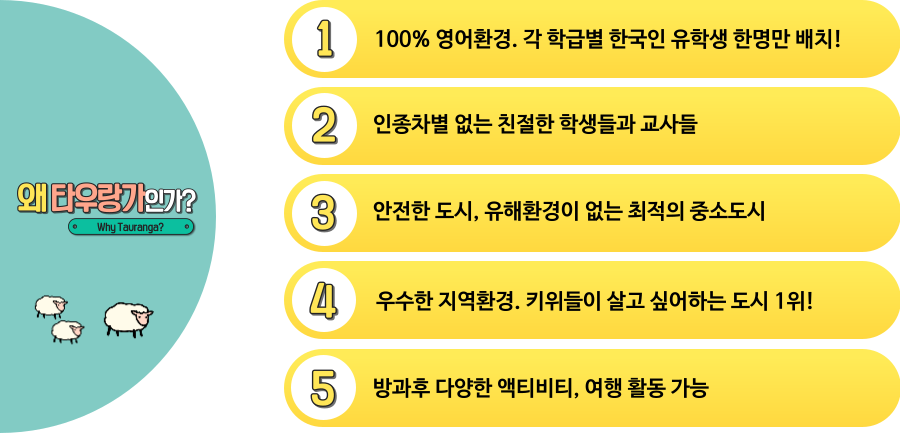 왜 타우랑가인가?
Why Tauranga?
1 100% 영어환경. 각 학급별 한국인 유학생 한명만 배치!
2 인종차별 없는 친절한 학생들과 교사들
3 안전한 도시, 유해환경이 없는 최적의 중소도시
4 우수한 지역환경. 키위들이 살고 싶어하는 도시 1위!
5 방과후 다양한 액티비티, 여행 활동 가능